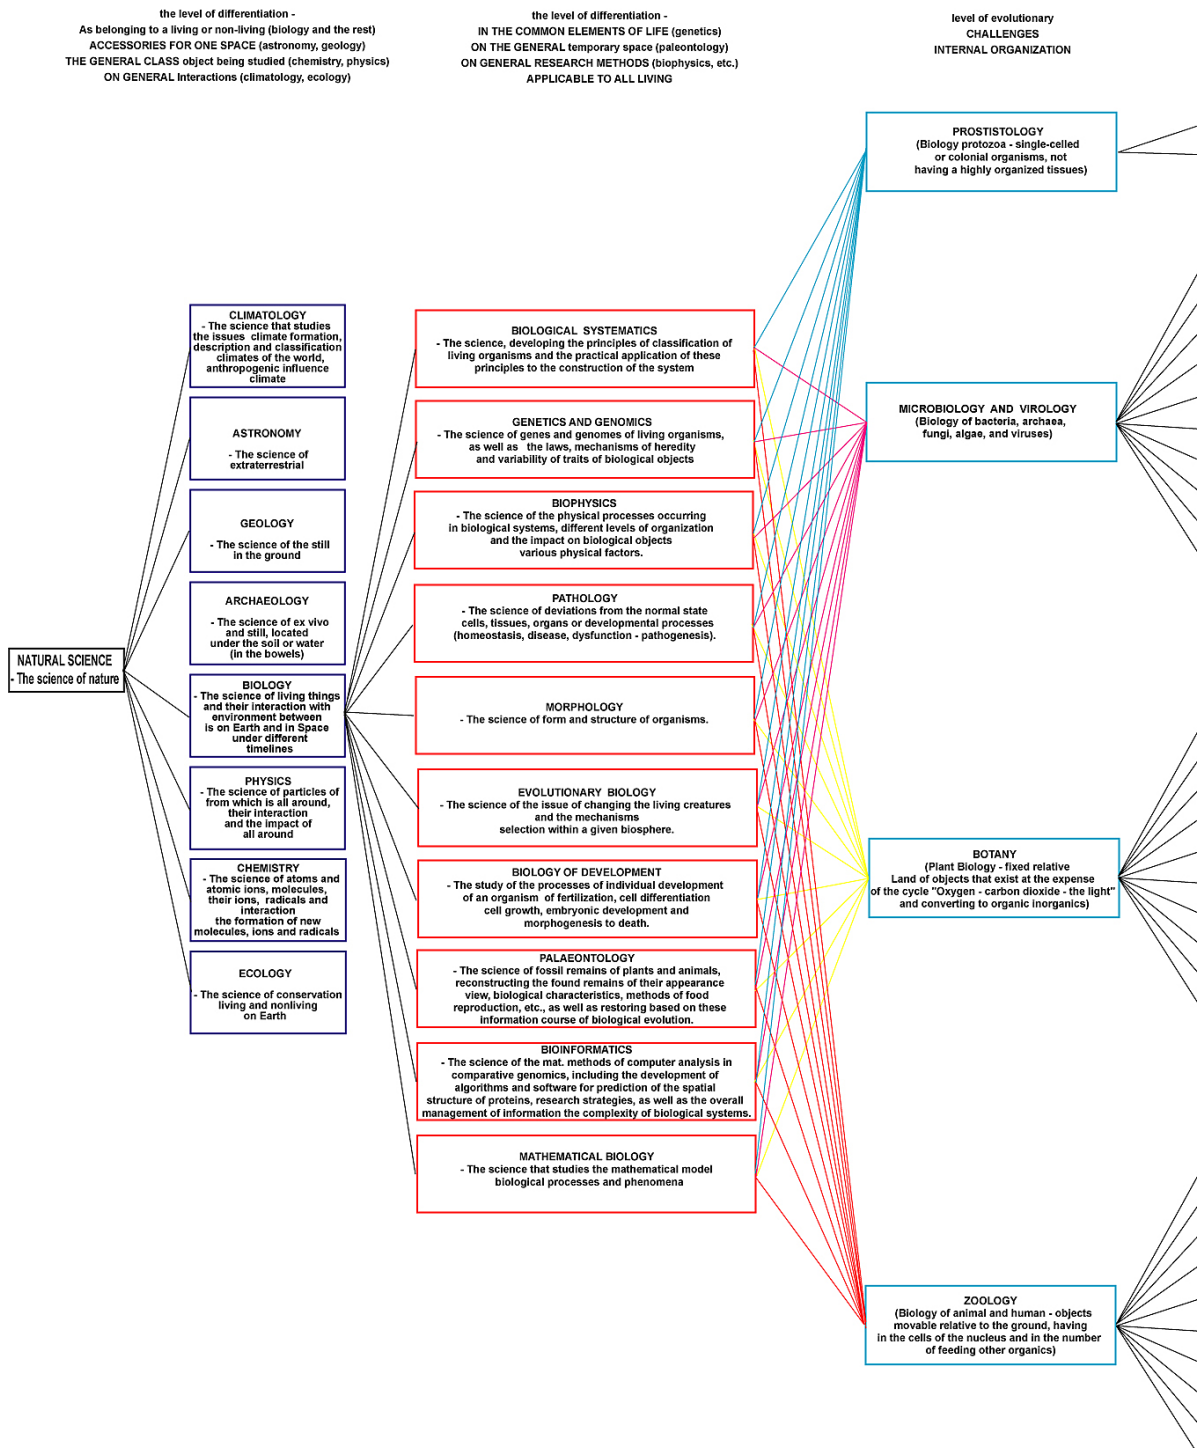 the level of differentiation -
As belonging to a living or non-living (biology and the rest)
ACCESSORIES FOR ONE SPACE (astronomy, geology)
THE GENERAL CLASS object being studied (chemistry, physics)
ON GENERAL Interactions (climatology, ecology)
the level of differentiation -
IN THE COMMON ELEMENTS OF LIFE (genetics)
ON THE GENERAL temporary space (paleontology)
ON GENERAL RESEARCH METHODS (biophysics, etc.)
APPLICABLE TO ALL LIVING
level of evolutionary
CHALLENGES
INTERNAL ORGANIZATION
NATURAL SCIENCE
- The science of nature
CLIMATOLOGY
- The science that studies
the issues climate formation,
description and classification
climates of the world,
anthropogenic influence
climate
ASTRONOMY
- The science of
extraterrestrial
GEOLOGY
- The science of the still
in the ground
ARCHAEOLOGY
- The science of ex vivo
and still, located
under the soil or water
(in the bowels)
BIOLOGY
- The science of living things
and their interaction with
environment between
is on Earth and in Space
under different
timelines
PHYSICS
- The science of particles of
from which is all around,
their interaction
and the impact of
all around
CHEMISTRY
- The science of atoms and
atomic ions, molecules,
their ions, radicals and
interaction
the formation of new
molecules, ions and radicals
ECOLOGY
- The science of conservation
living and nonliving
on Earth
BIOLOGICAL SYSTEMATICS
- The science, developing the principles of classification of
living organisms and the practical application of these
principles to the construction of the system
GENETICS AND GENOMICS
- The science of genes and genomes of living organisms,
as well as the laws, mechanisms of heredity
and variability of traits of biological objects
BIOPHYSICS
- The science of the physical processes occurring
in biological systems, different levels of organization
and the impact on biological objects
various physical factors.
PATHOLOGY
- The science of deviations from the normal state
cells, tissues, organs or developmental processes
(homeostasis, disease, dysfunction - pathogenesis).
MORPHOLOGY
- The science of form and structure of organisms.
EVOLUTIONARY BIOLOGY
- The science of the issue of changing the living creatures
and the mechanisms
selection within a given biosphere.
BIOLOGY OF DEVELOPMENT
- The study of the processes of individual development
of an organism of fertilization, cell differentiation
cell growth, embryonic development and
morphogenesis to death.
PALAEONTOLOGY
- The science of fossil remains of plants and animals,
reconstructing the found remains of their appearance
view, biological characteristics, methods of food
reproduction, etc., as well as restoring based on these
information course of biological evolution.
BIOINFORMATICS
- The science of the mat. methods of computer analysis in
comparative genomics, including the development of
algorithms and software for prediction of the spatial
structure of proteins, research strategies, as well as the overall
management of information the complexity of biological systems.
MATHEMATICAL BIOLOGY
- The science that studies the mathematical model
biological processes and phenomena
PROSTISTOLOGY
(Biology protozoa - single-celled
or colonial organisms, not
having a highly organized tissues)
MICROBIOLOGY AND VIROLOGY
(Biology of bacteria, archaea,
fungi, algae, and viruses)
BOTANY
(Plant Biology - fixed relative
Land of objects that exist at the expense
of the cycle "Oxygen - carbon dioxide - the light"
and converting to organic inorganics)
ZOOLOGY
(Biology of animal and human - objects
movable relative to the ground, having
in the cells of the nucleus and in the number
of feeding other organics)